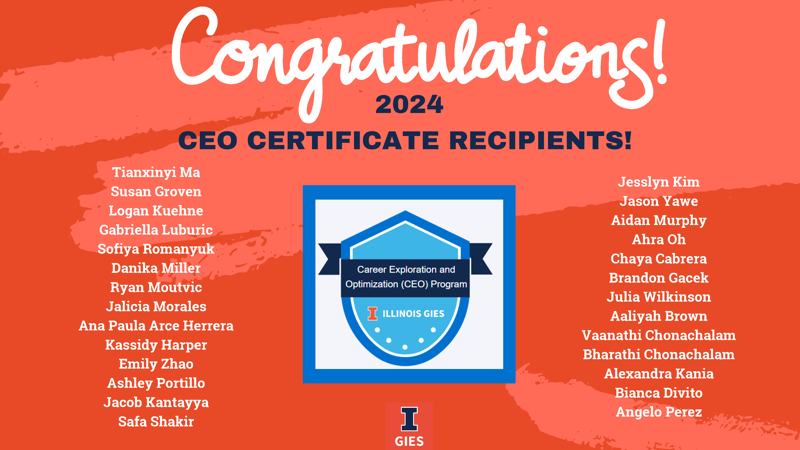 Congratulations!
2024
CEO CERTIFICATE RECIPIENTS!
Tianxinyi Ma
Susan Groven
Logan Kuehne
Gabriella Luburic
Sofiya Romanyuk
Danika Miller
Ryan Moutvic
Jalicia Morales
Ana Paula Arce Herrera
Kassidy Harper
Emily Zhao
Ashley Portillo
Jacob Kantayya
Safa Shakir
Career Exploration and
Optimization (CEO) Program
I ILLINOIS GIES
Jesslyn Kim
Jason Yawe
Aidan Murphy
Ahra Oh
Chaya Cabrera
Brandon Gacek
Julia Wilkinson
Aaliyah Brown
Vaanathi Chonachalam
Bharathi Chonachalam
Alexandra Kania
Bianca Divito
Angelo Perez
I
GIES